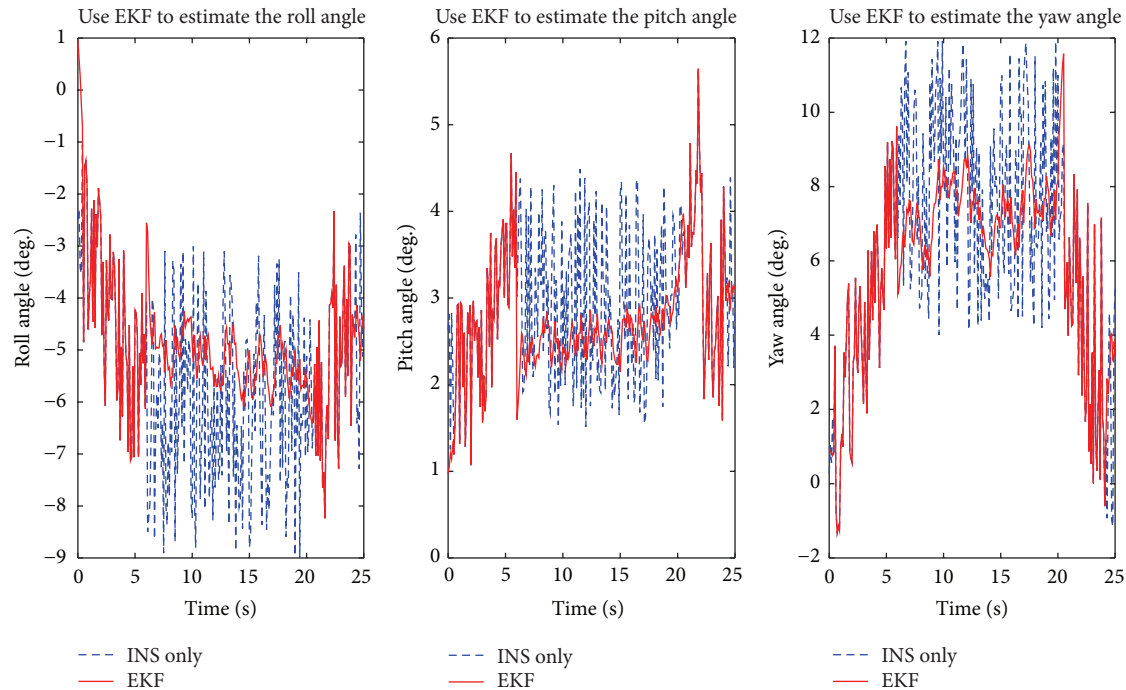 Use EKF to estimate the roll angle
1
0
−1
−2
−3
−4
−5
−6
−7
−8
−9
Roll angle (deg.)
0 5 10 15 20 25
Time (s)
INS only
EKF
Use EKF to estimate the pitch angle
6
5
4
3
2
1
0
Pitch angle (deg.)
0 5 10 15 20 25
Time (s)
INS only
EKF
Use EKF to estimate the yaw angle
12
10
8
6
4
2
0
−2
Yaw angle (deg.)
0 5 10 15 20 25
Time (s)
INS only
EKF